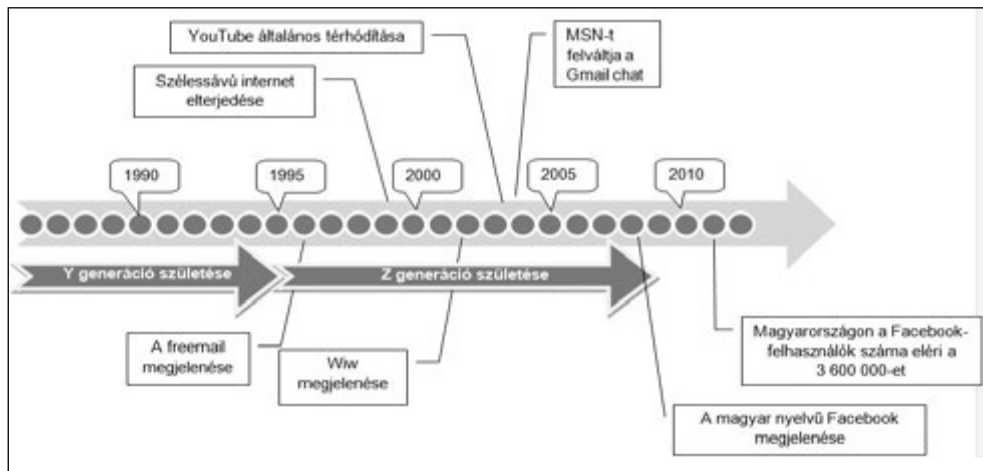 YouTube általános térhódítása
MSN-t
felváltja a
Gmail chat
Szélessávú internet
elterjedése
1990
1995
2000
2005
2010
Y generáció születése
Z generáció születése
A freemail
megjelenése
Wiw
megjelenése
Magyarországon a Facebook-
felhasználók száma eléri a
3 600 000-et
A magyar nyelvű Facebook
megjelenése